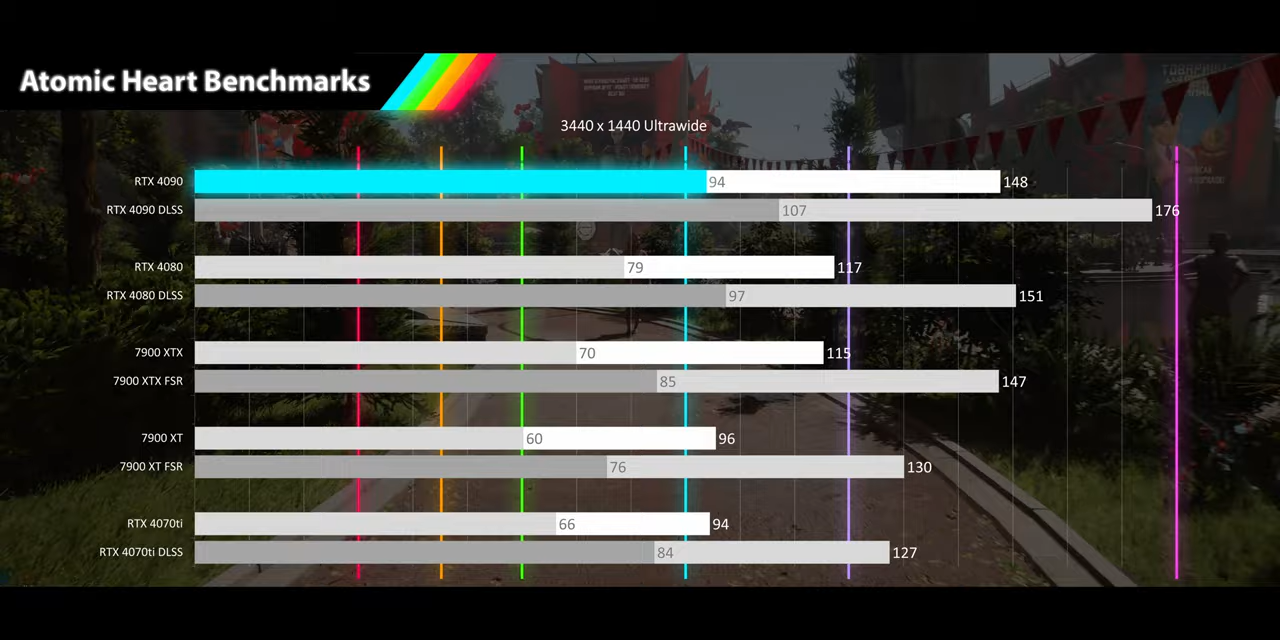 Atomic Heart Benchmarks
3440 x 1440 Ultrawide
RTX 4090 94 148
RTX 4090 DLSS 107 176
RTX 4080 79 117
RTX 4080 DLSS 97 151
7900 XTX 70 115
7900 XTX FSR 85 147
7900 XT 60 96
7900 XT FSR 76 130
RTX 4070ti 66 94
RTX 4070ti DLSS 84 127